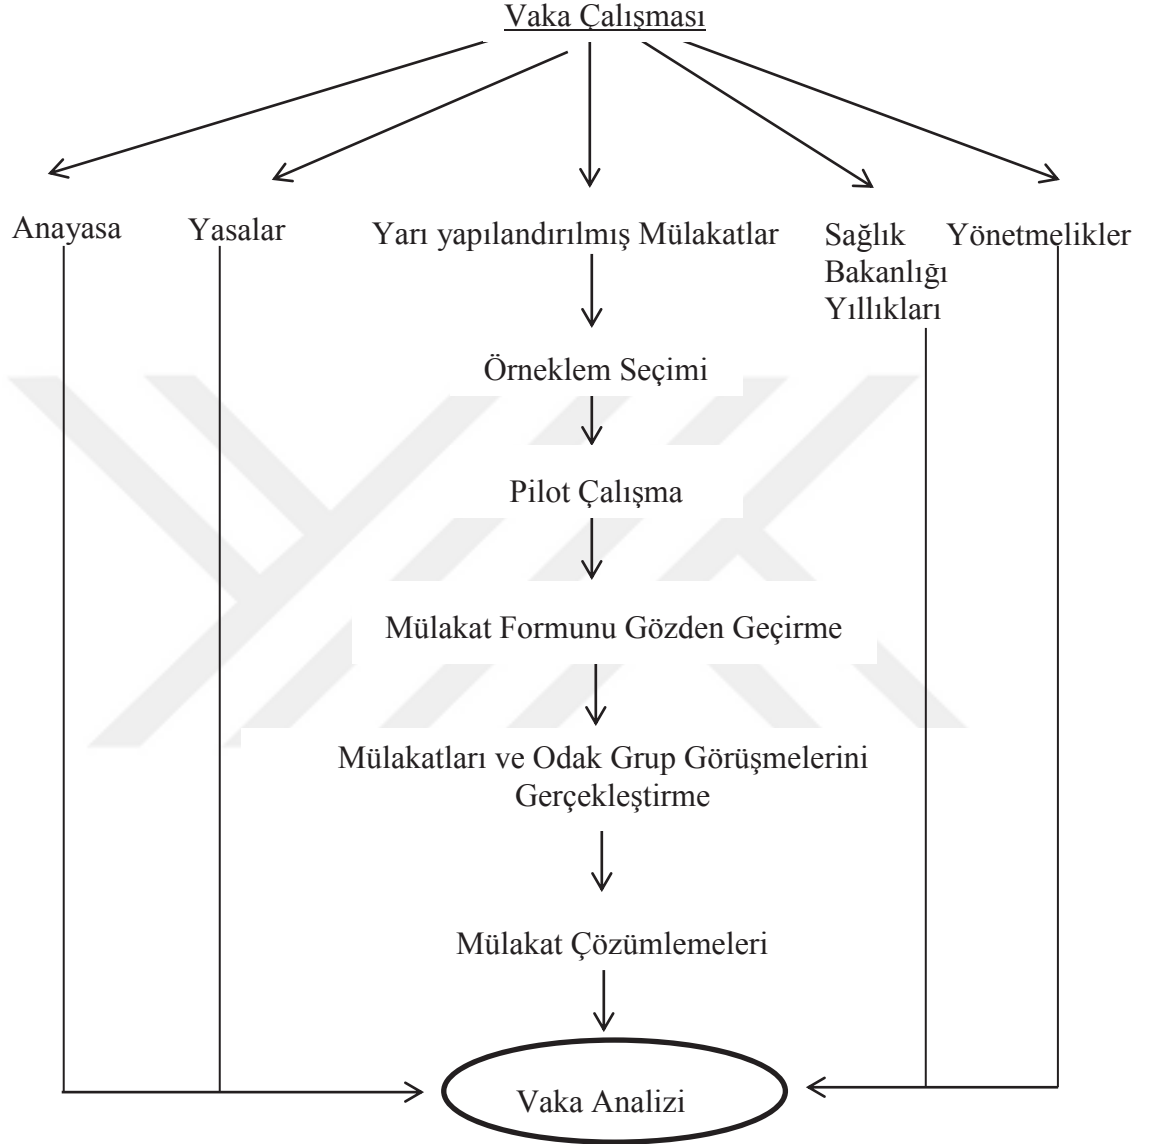 Vaka Çalışması
Anayasa
Yasalar
Yarı yapılandırılmış Mülakatlar
Sağlık
Bakanlığı
Yıllıkları
Yönetmelikler
Örneklem Seçimi
Pilot Çalışma
Mülakat Formunu Gözden Geçirme
Mülakatları ve Odak Grup Görüşmelerini
Gerçekleştirme
Mülakat Çözümlemeleri
Vaka Analizi